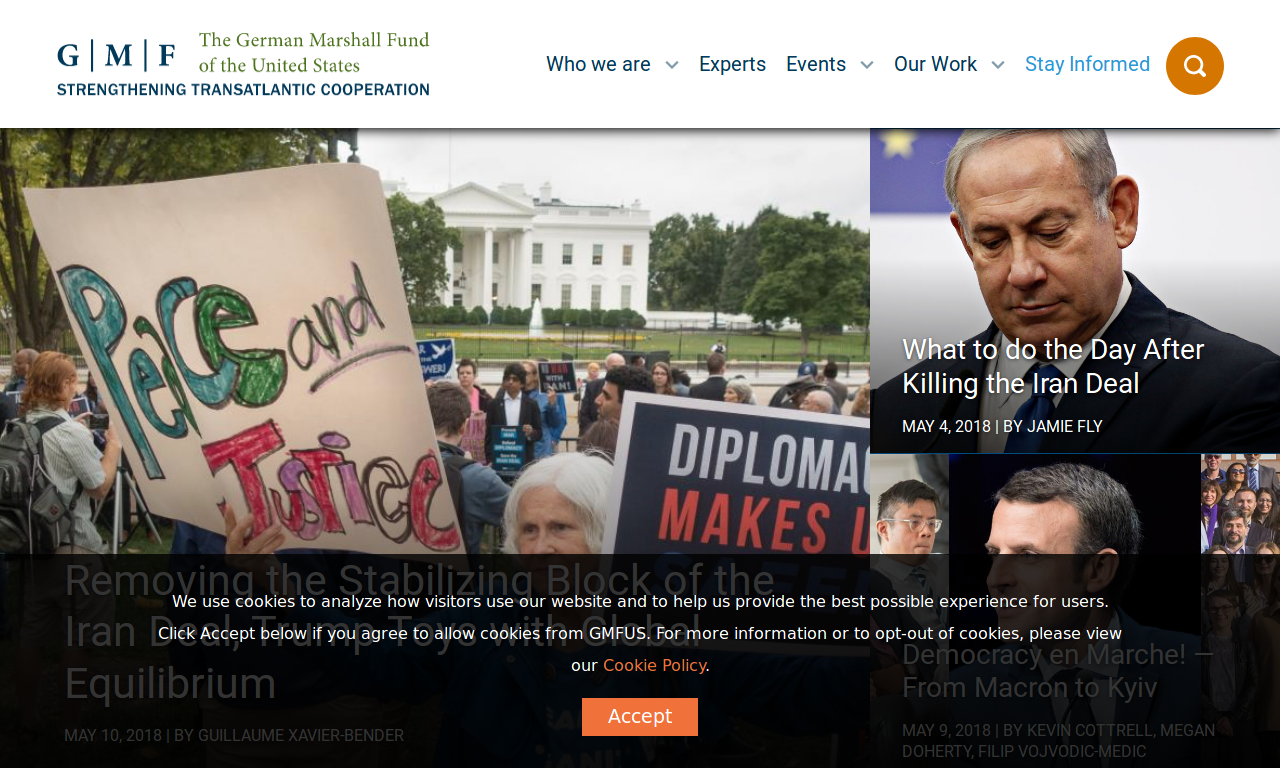 G|M|F
The German Marshall Fund
of the United States
STRENGTHENING TRANSATLANTIC COOPERATION
Who we are
Experts
Events
Our Work
Stay Informed
Peace and
Justice
DIPLOMA
MAKES U
What to do the Day After
Killing the Iran Deal
MAY 4, 2018 | BY JAMIE FLY
Removing the Stabilizing Block of the
Iran Deal, Trump Toys with Global
Equilibrium
MAY 10, 2018 | BY GUILLAUME XAVIER-BENDER
Democracy en Marche! —
From Macron to Kyiv
MAY 9, 2018 | BY KEVIN COTTRELL, MEGAN
DOHERTY, FILIP VOJVODIC-MEDIC
We use cookies to analyze how visitors use our website and to help us provide the best possible experience for users.
Click Accept below if you agree to allow cookies from GMFUS. For more information or to opt-out of cookies, please view
our Cookie Policy.
Accept